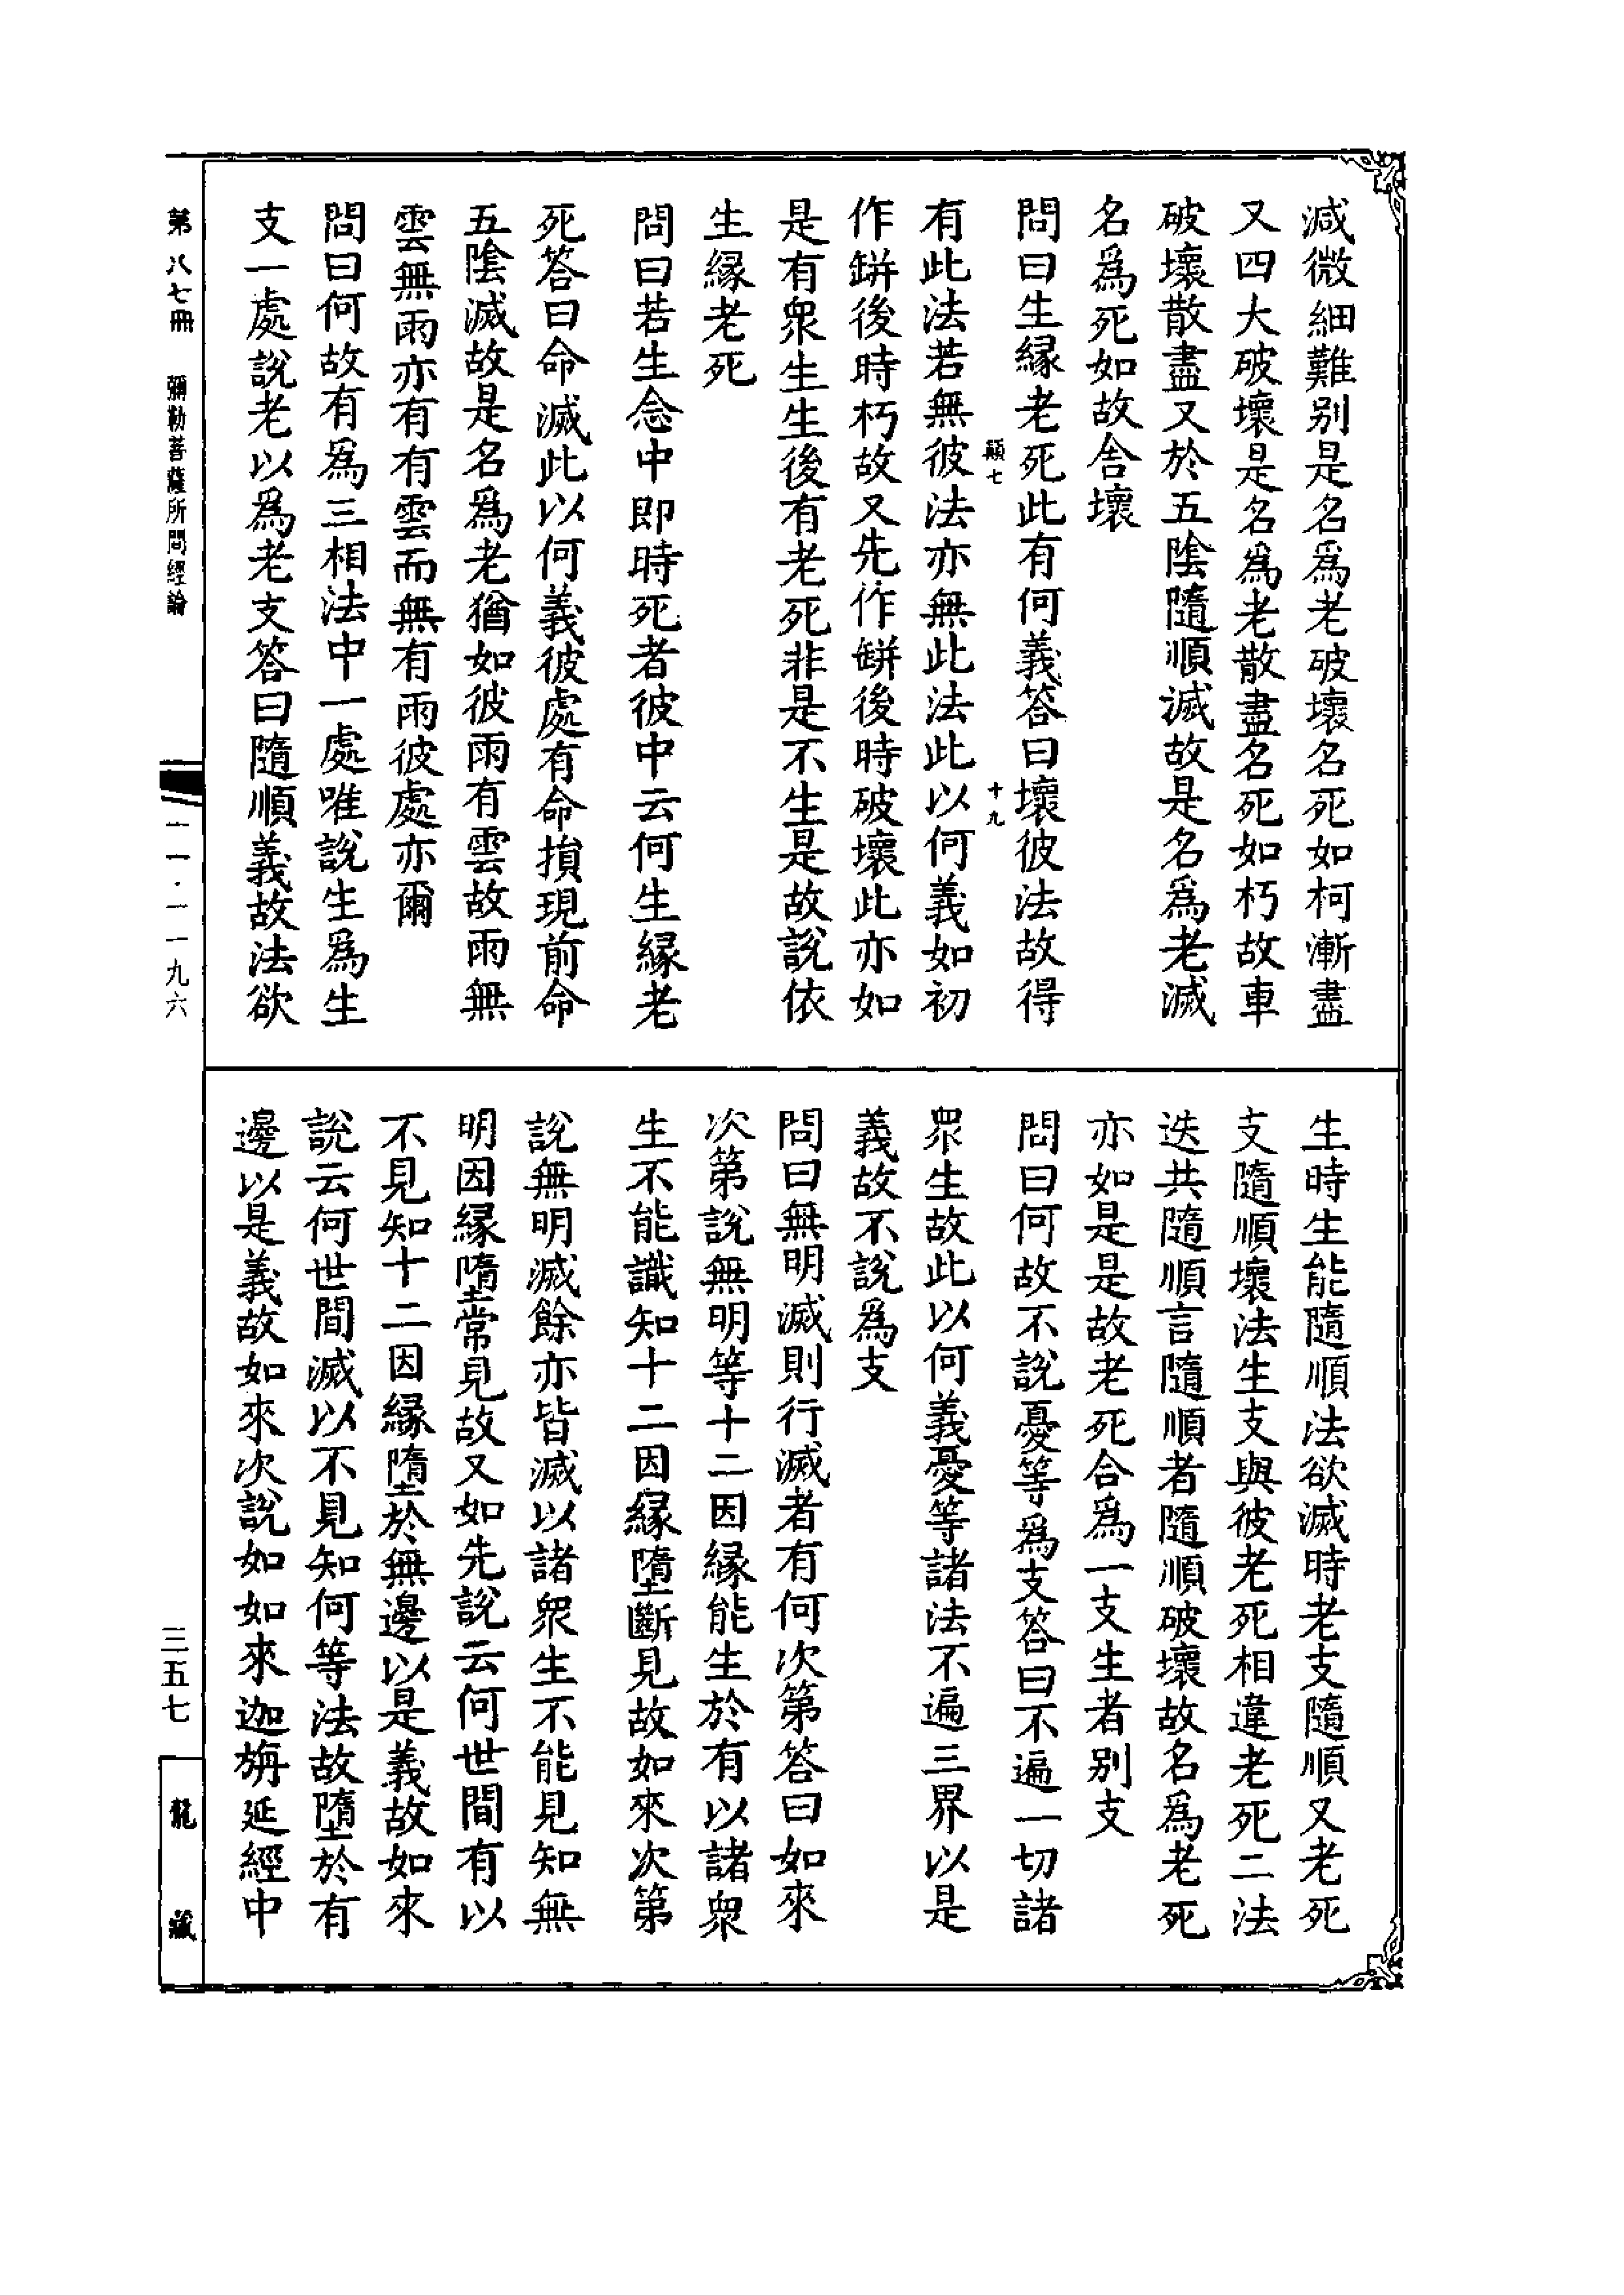 減微細難别是名爲老破壞名死如柯漸盡
又四大破壞是名爲老散盡名死如朽故車
破壞散盡又於五陰隨順滅故是名爲老滅
名爲死如故舎壞
問曰生縁老死此有何義答曰壞彼法故得
顛七
十九
有此法若無彼法亦無此法此以何義如初
作缾後時朽故又先作缾後時破壞此亦如
是有衆生生後有老死非是不生是故說依
生縁老死
問曰若生念中即時死者彼中云何生縁老
死答曰命滅此以何義彼處有命損現前命
五陰滅故是名爲老猶如彼雨有雲故雨無
雲無雨亦有有雲而無有雨彼處亦爾
問曰何故有爲三相法中一處唯說生爲生
支一處說老以爲老支答曰隨順義故法欲
生時生能隨順法欲滅時老支隨順又老死
支隨順壞法生支與彼老死相違老死二法
迭共隨順言隨順者隨順破壞故名爲老死
亦如是是故老死合爲一支生者别支
問曰何故不說憂等爲支答曰不遍一切諸
衆生故此以何義憂等諸法不遍三界以是
義故不說爲支
問曰無明滅則行滅者有何次第答曰如來
次第說無明等十二因縁能生於有以諸衆
生不能識知十二因縁墮斷見故如來次第
說無明滅餘亦皆滅以諸衆生不能見知無
明因縁墮常見故又如先說云何世間有以
不見知十二因縁墮於無邊以是義故如來
說云何世間滅以不見知何等法故墮於有
邊以是義故如來次說如如來迦旃延經中
第八七冊 彌勒菩薩所問經論
一一·一一九六
三五七
龍藏